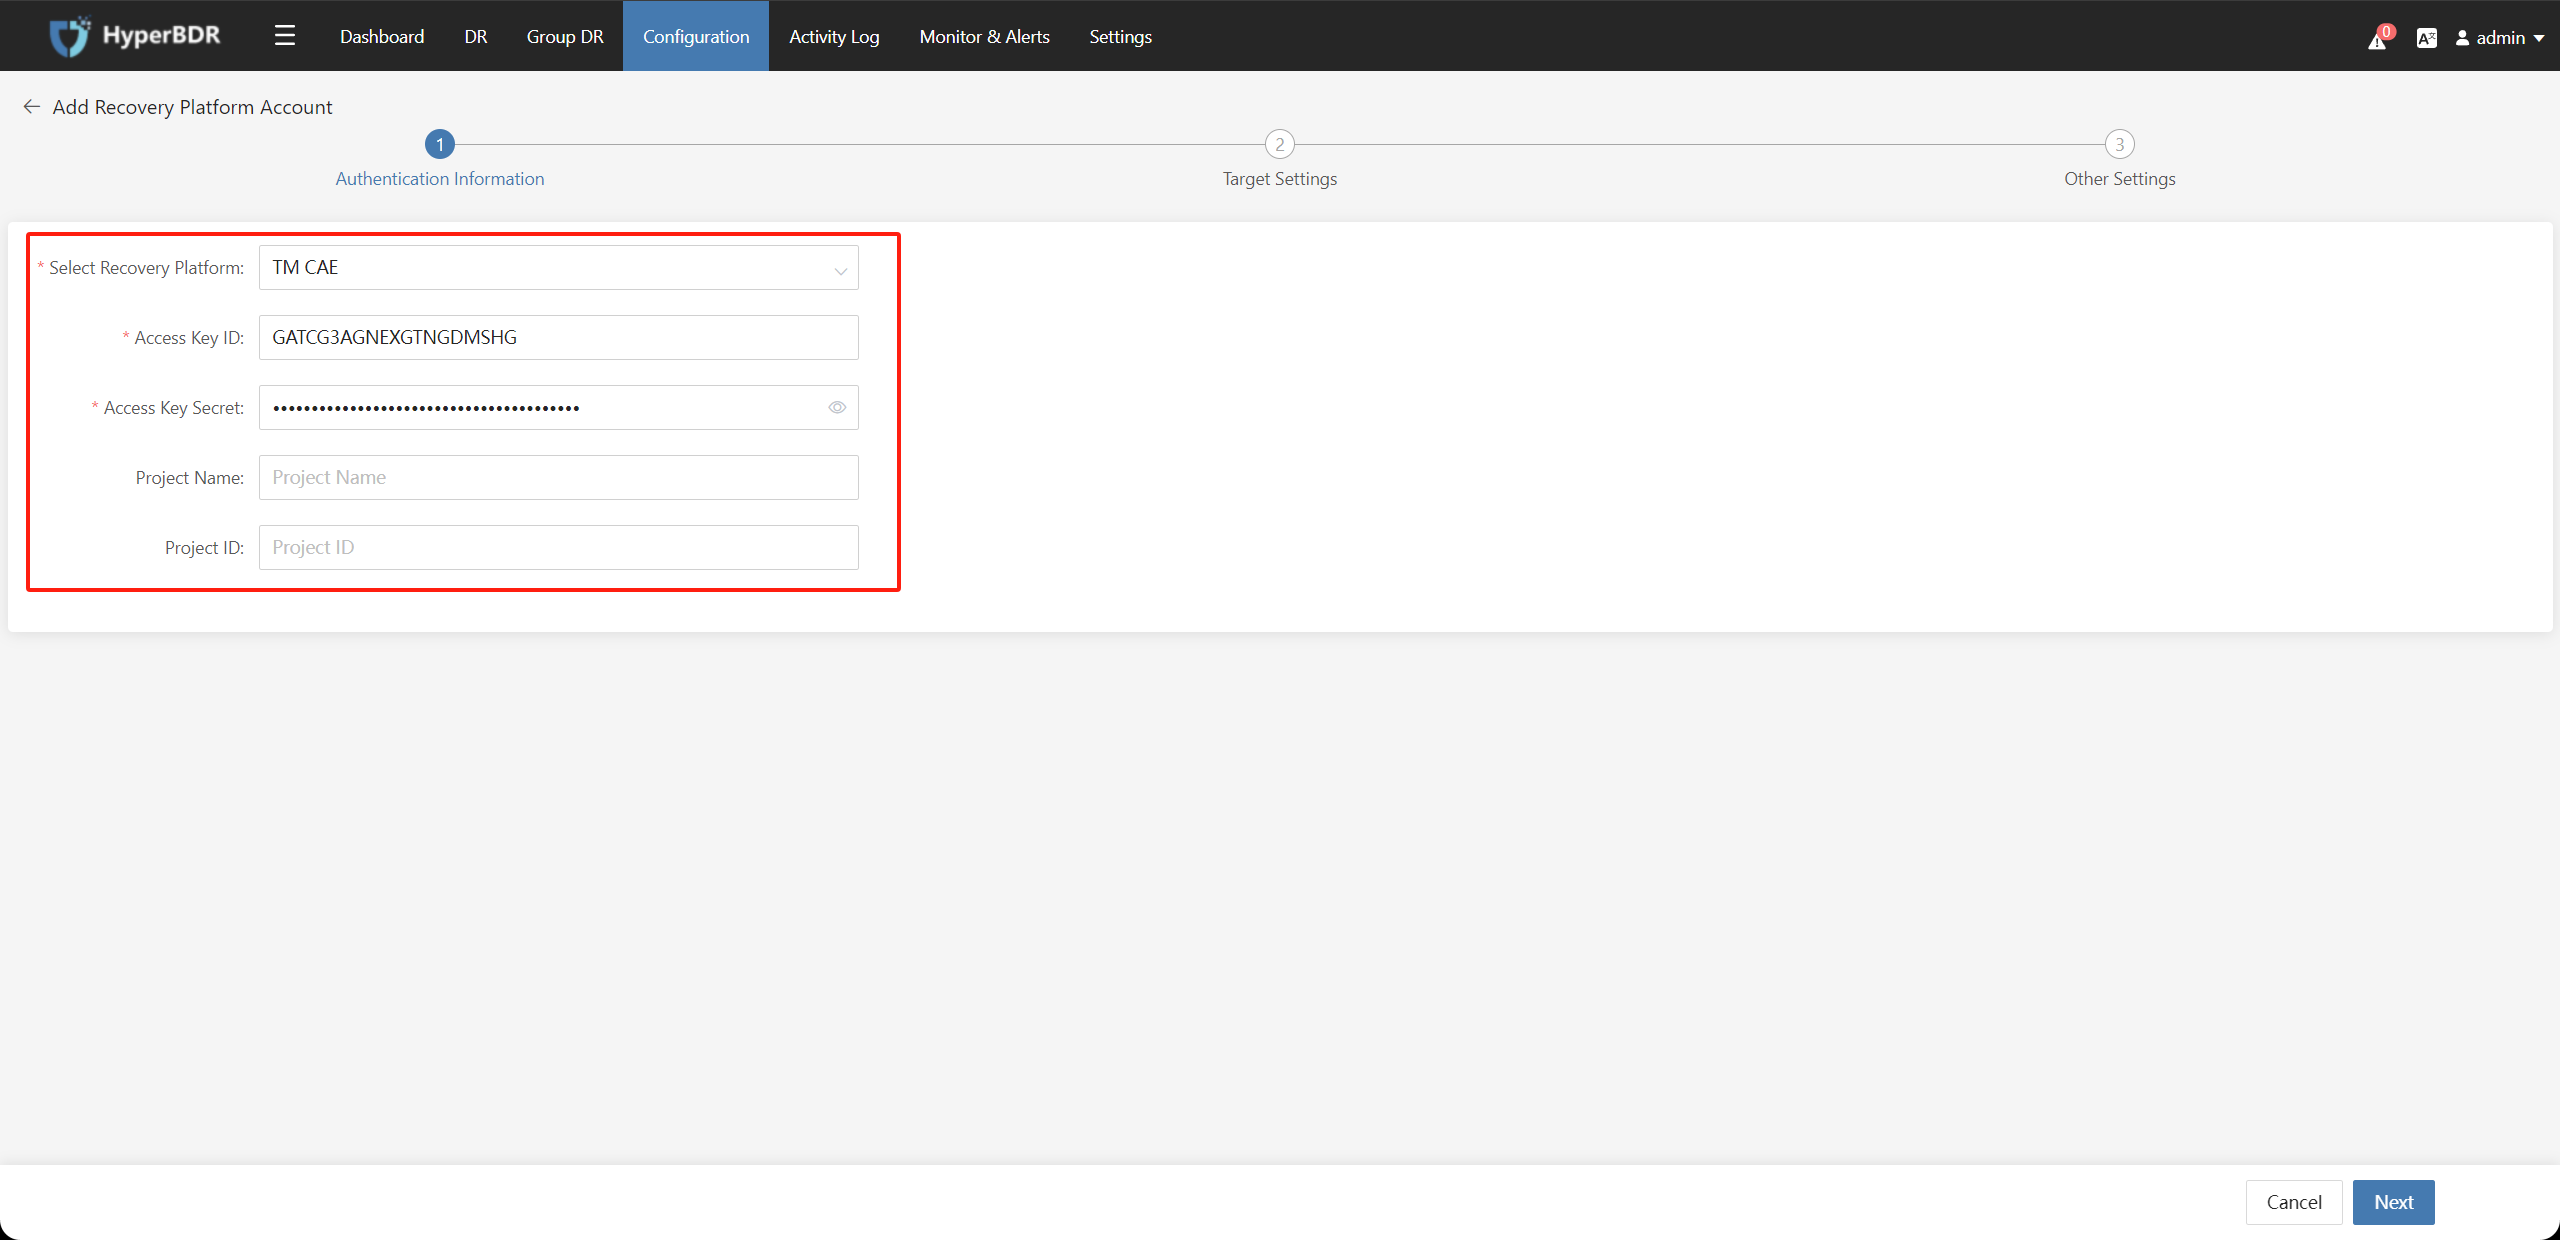 HyperBDR Dashboard DR Group DR Configuration Activity Log Monitor & Alerts Settings 0 admin
Add Recovery Platform Account
1 2 3
Authentication Information Target Settings Other Settings
* Select Recovery Platform: TM CAE
* Access Key ID: GATCG3AGNEXGTNGDMSHG
* Access Key Secret: ••••••••••••••••••••••••••••••••••••••••
Project Name: Project Name
Project ID: Project ID
Cancel Next